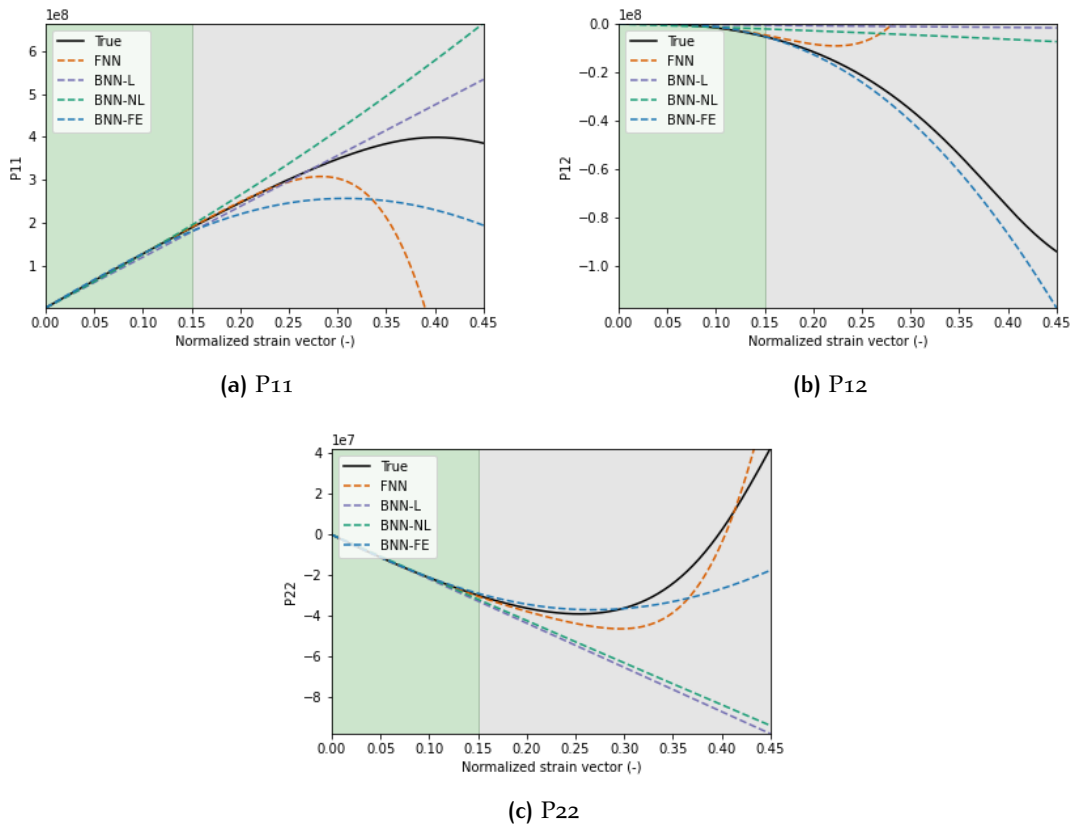 1e8
P11
6
5
4
3
2
1
True
FNN
BNN-L
BNN-NL
BNN-FE
0.00 0.05 0.10 0.15 0.20 0.25 0.30 0.35 0.40 0.45
Normalized strain vector (-)
(a) P11
1e8
P12
0.0
−0.2
−0.4
−0.6
−0.8
−1.0
True
FNN
BNN-L
BNN-NL
BNN-FE
0.00 0.05 0.10 0.15 0.20 0.25 0.30 0.35 0.40 0.45
Normalized strain vector (-)
(b) P12
1e7
P22
4
2
0
−2
−4
−6
−8
True
FNN
BNN-L
BNN-NL
BNN-FE
0.00 0.05 0.10 0.15 0.20 0.25 0.30 0.35 0.40 0.45
Normalized strain vector (-)
(c) P22